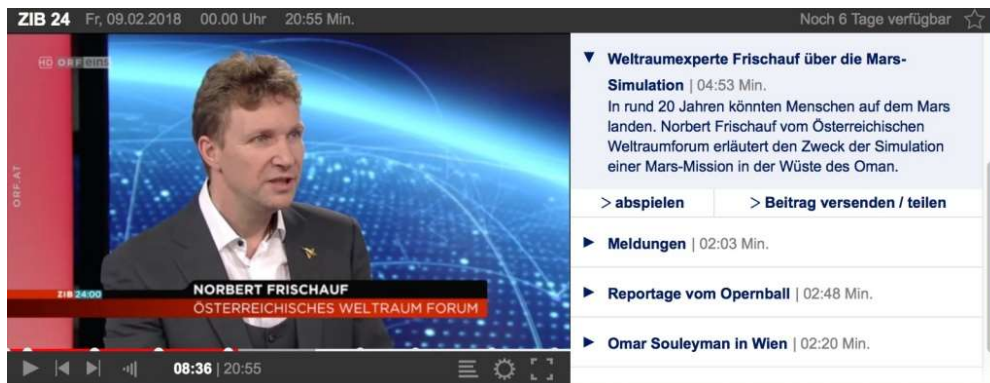 ZIB 24 Fr, 09.02.2018 00.00 Uhr 20:55 Min. Noch 6 Tage verfügbar
HD ORF eins
ORF.AT
ZIB 24:00
NORBERT FRISCHAUF
ÖSTERREICHISCHES WELTRAUM FORUM
08:36 | 20:55
Weltraumexperte Frischauf über die Mars-
Simulation | 04:53 Min.
In rund 20 Jahren könnten Menschen auf dem Mars
landen. Norbert Frischauf vom Österreichischen
Weltraumforum erläutert den Zweck der Simulation
einer Mars-Mission in der Wüste des Oman.
> abspielen > Beitrag versenden / teilen
Meldungen | 02:03 Min.
Reportage vom Opernball | 02:48 Min.
Omar Souleyman in Wien | 02:20 Min.